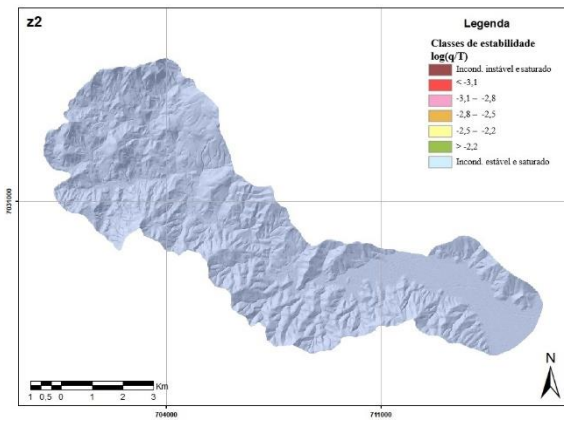 z2
Legenda
Classes de estabilidade
log(q/T)
Incond. instável e saturado
< -3,1
-3,1 – -2,8
-2,8 – -2,5
-2,5 – -2,2
> -2,2
Incond. estável e saturado
7031000
N
Km
1 0,5 0 1 2 3
704000
711000